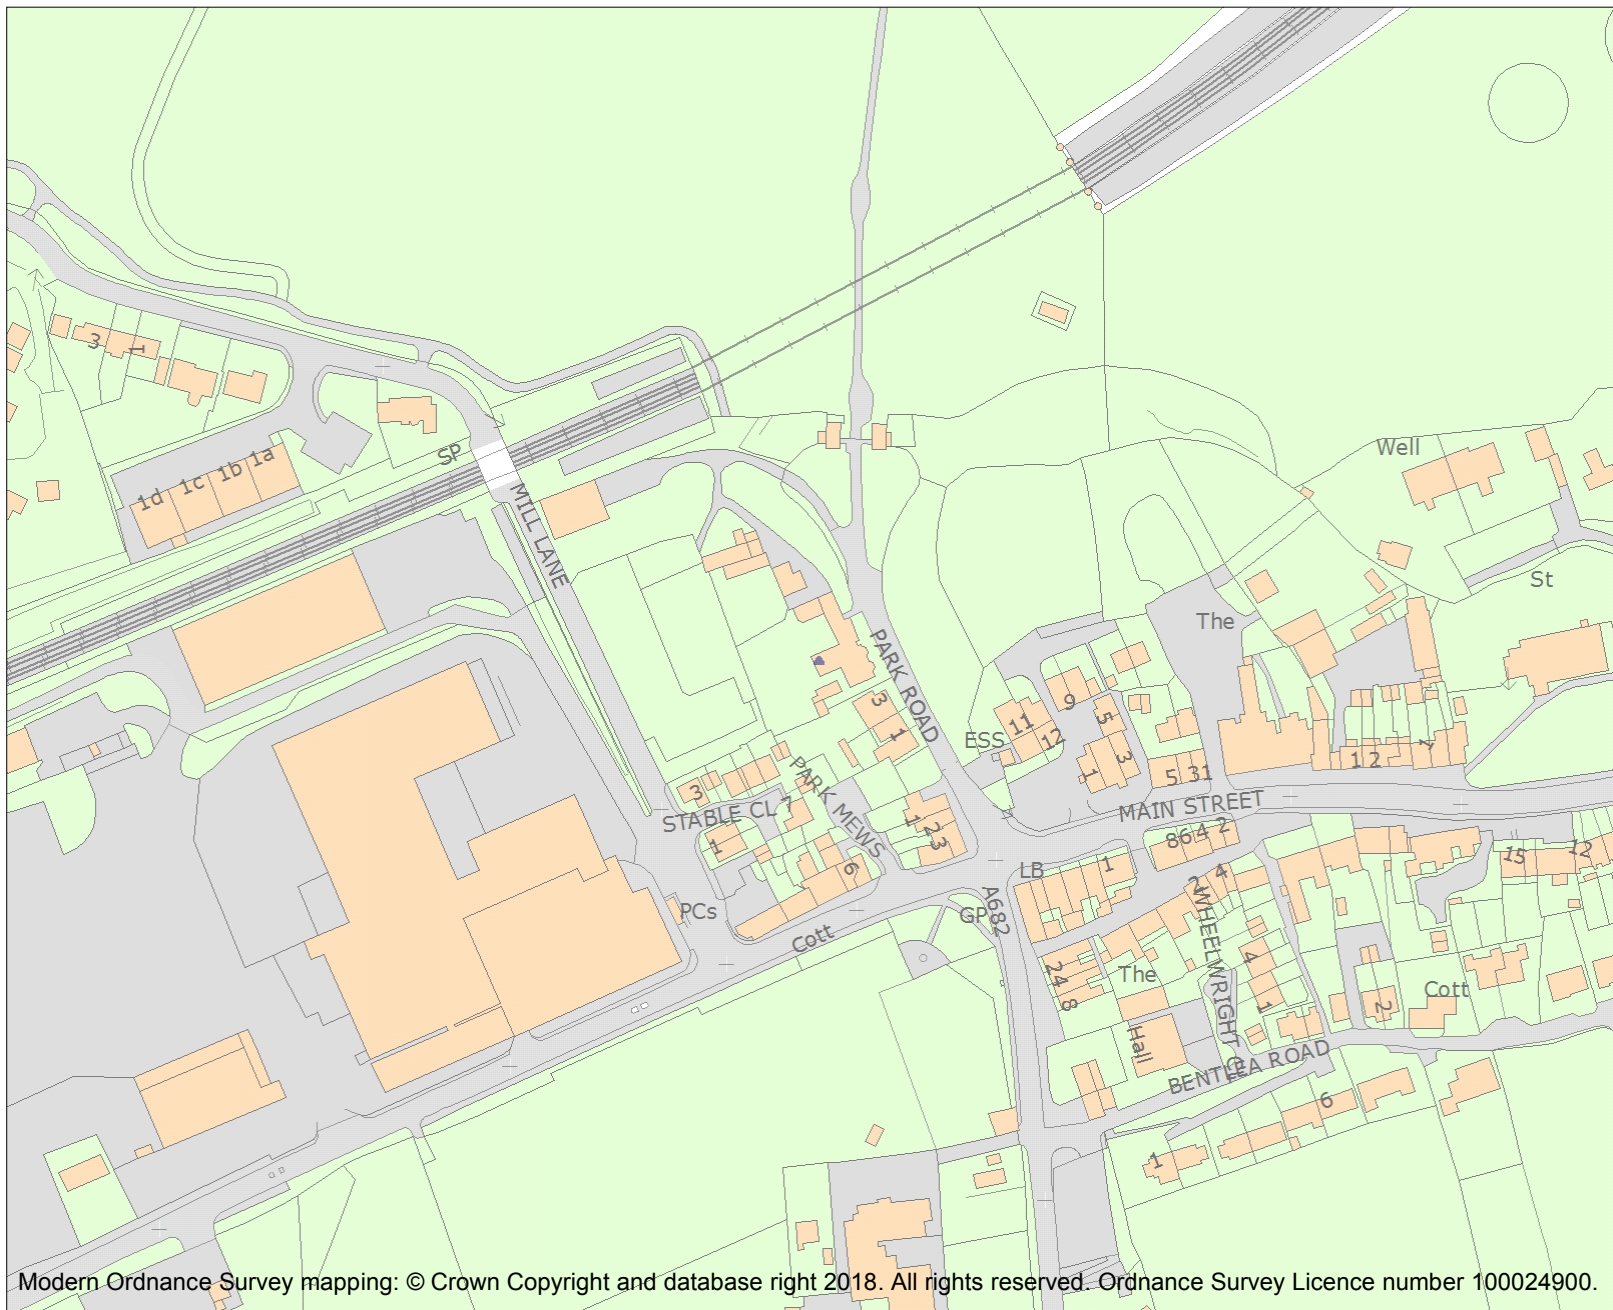 3
1
SP
1a
1b
1c
1d
MILL LANE
Well
St
The
PARK ROAD
3
1
ESS
11
12
9
5
3
1
5
31
1 2
7
MAIN STREET
PARK MEWS
3
STABLE CL
7
1
6
1
2
3
8
6
4
2
LB
1
PCs
Cott
GP
A682
2
4
WHEELWRIGHT CL
15
12
The
2
4
8
Hall
4
1
2
Cott
BENTLEA ROAD
6
1
Modern Ordnance Survey mapping: © Crown Copyright and database right 2018. All rights reserved. Ordnance Survey Licence number 100024900.